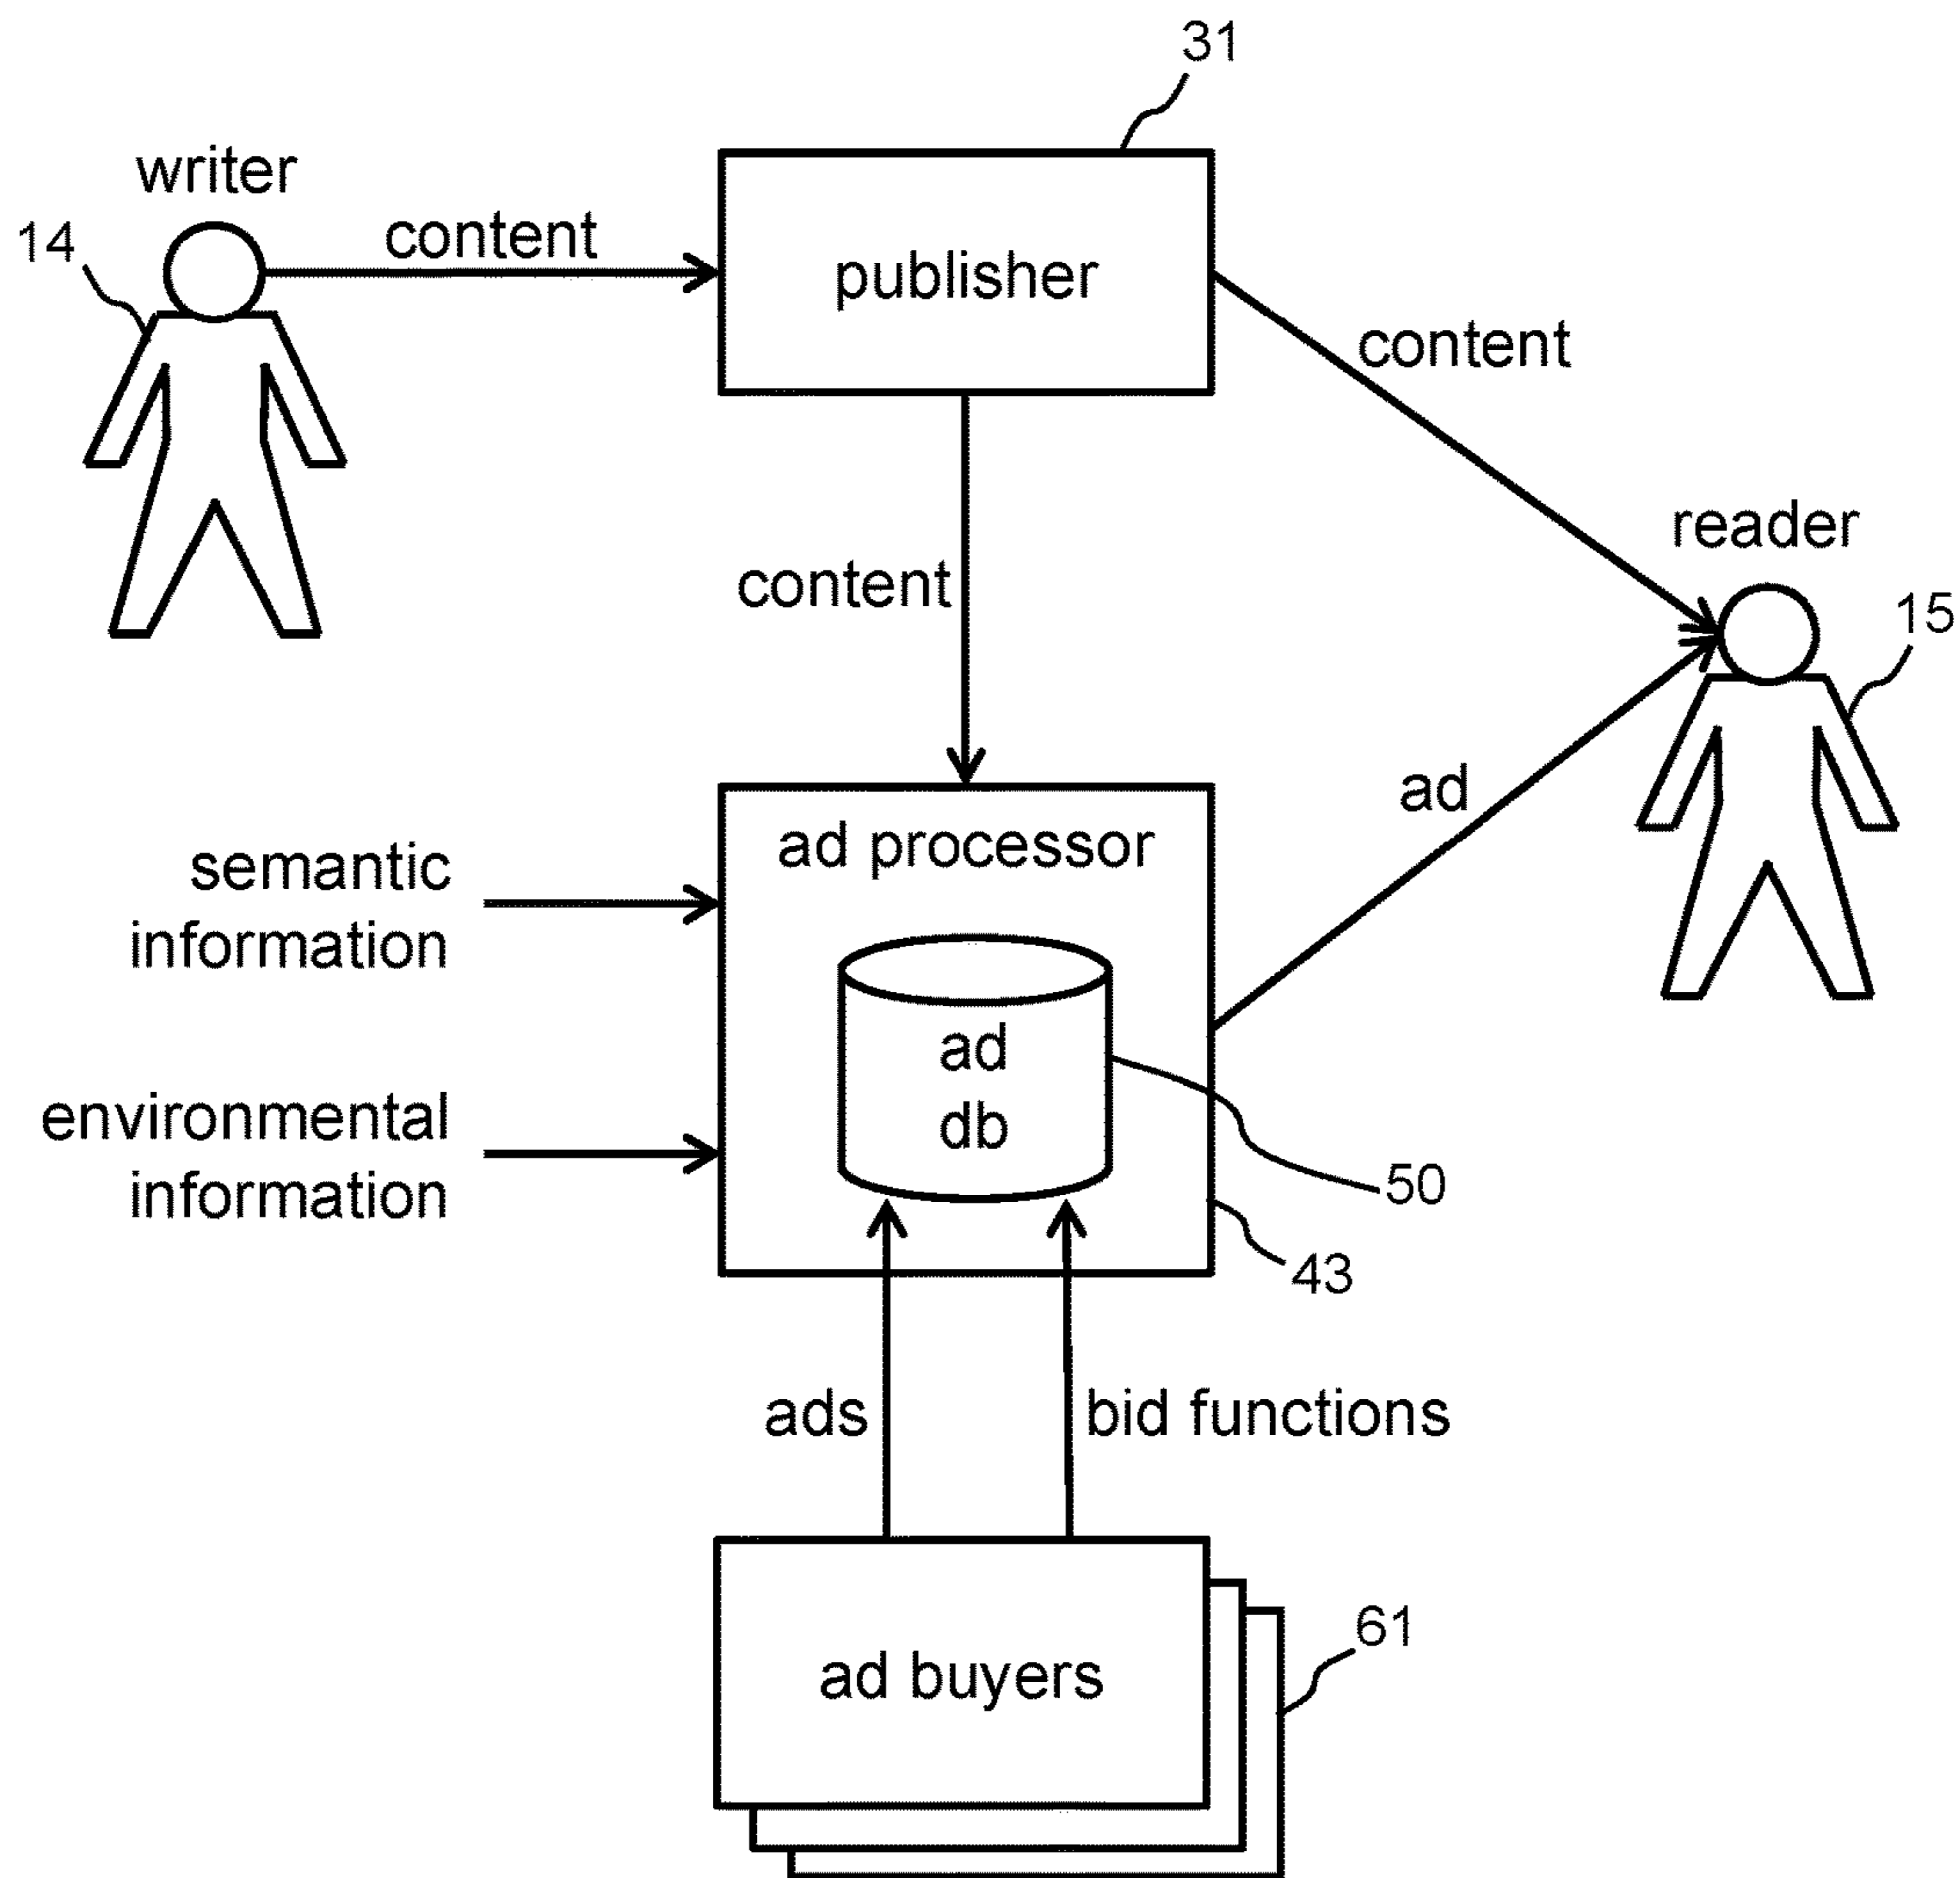 31
writer
14
content
publisher
content
content
reader
15
ad processor
semantic
information
ad
ad
db
environmental
information
50
43
ads
bid functions
61
ad buyers